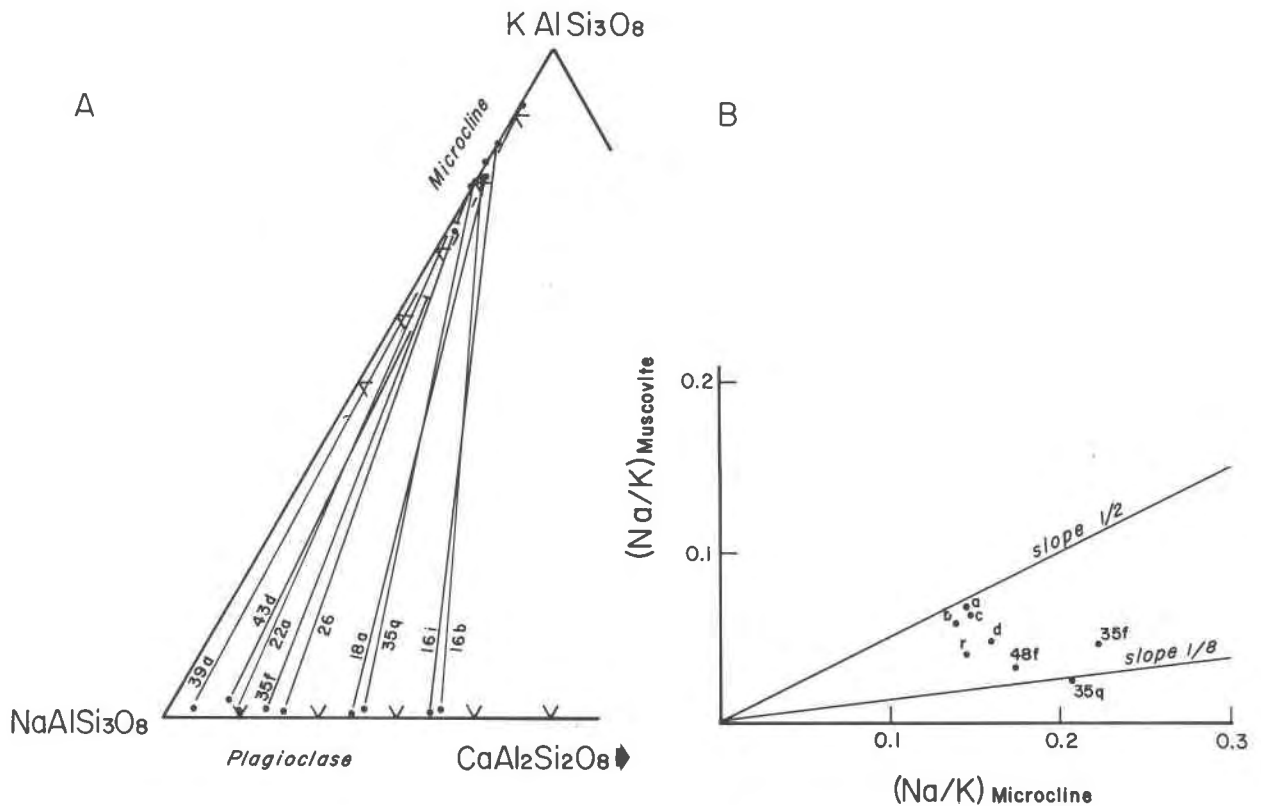 K AlSi3O8
A
Microcline
39a
43d
22a
35f
26
18a
35q
16i
16b
NaAlSi3O8
Plagioclase
CaAl2Si2O8
B
(Na/K) Muscovite
0.2
0.1
slope 1/2
slope 1/8
a
c
d
r
48f
35f
35q
0.1
0.2
0.3
(Na/K) Microcline